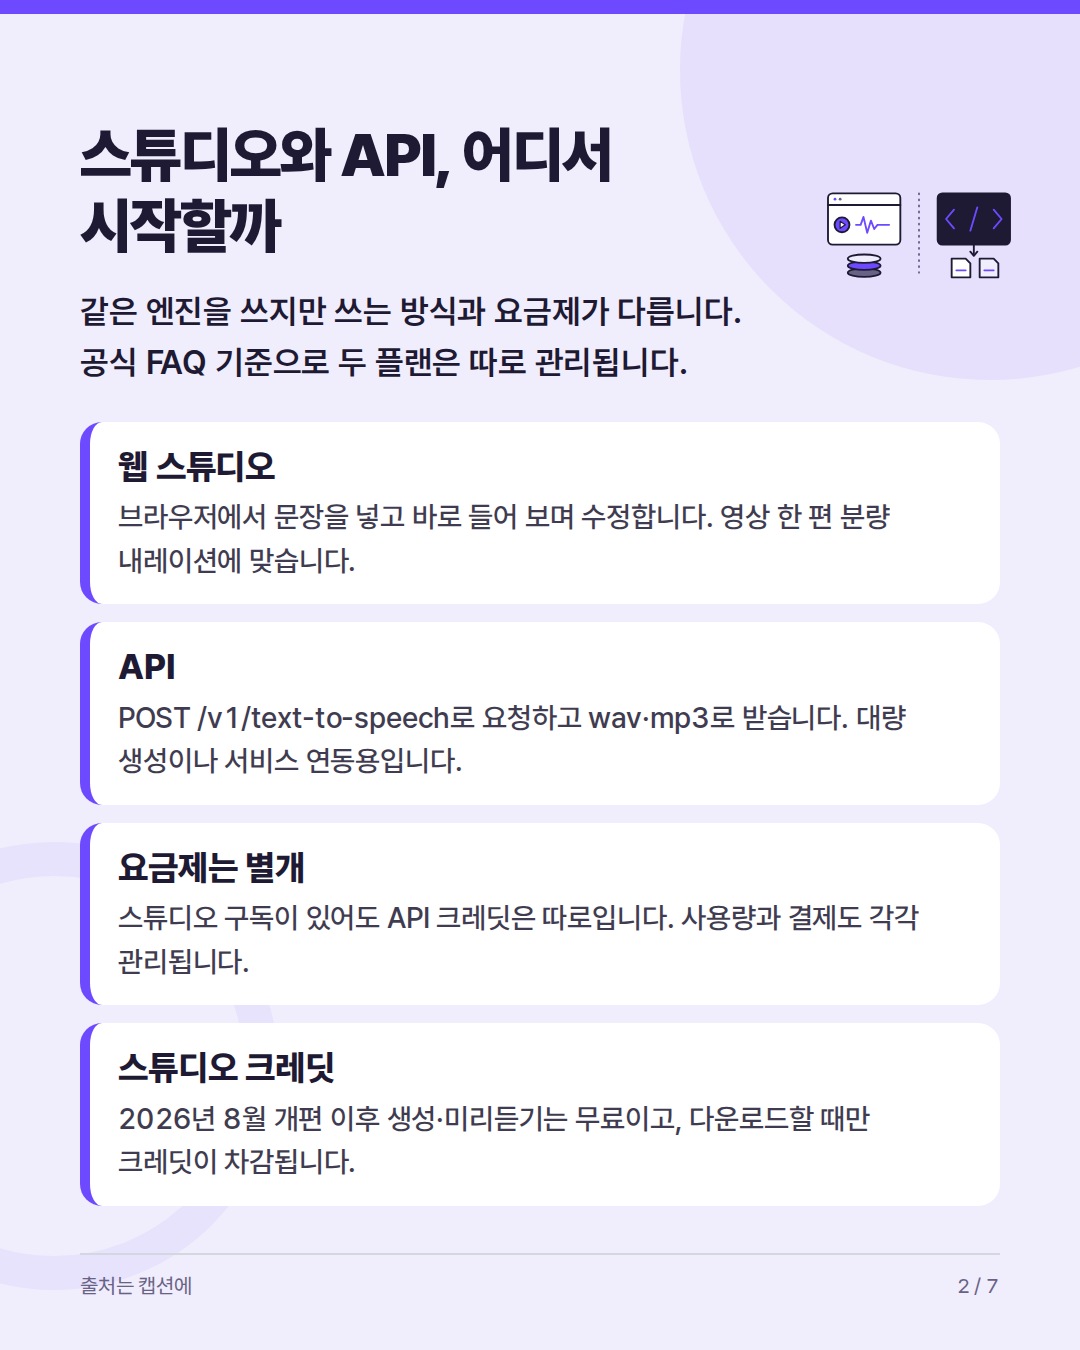 스튜디오와 API, 어디서
시작할까
같은 엔진을 쓰지만 쓰는 방식과 요금제가 다릅니다.
공식 FAQ 기준으로 두 플랜은 따로 관리됩니다.
웹 스튜디오
브라우저에서 문장을 넣고 바로 들어 보며 수정합니다. 영상 한 편 분량
내레이션에 맞습니다.
API
POST /v1/text-to-speech로 요청하고 wav·mp3로 받습니다. 대량
생성이나 서비스 연동용입니다.
요금제는 별개
스튜디오 구독이 있어도 API 크레딧은 따로입니다. 사용량과 결제도 각각
관리됩니다.
스튜디오 크레딧
2026년 8월 개편 이후 생성·미리듣기는 무료이고, 다운로드할 때만
크레딧이 차감됩니다.
출처는 캡션에
2 / 7